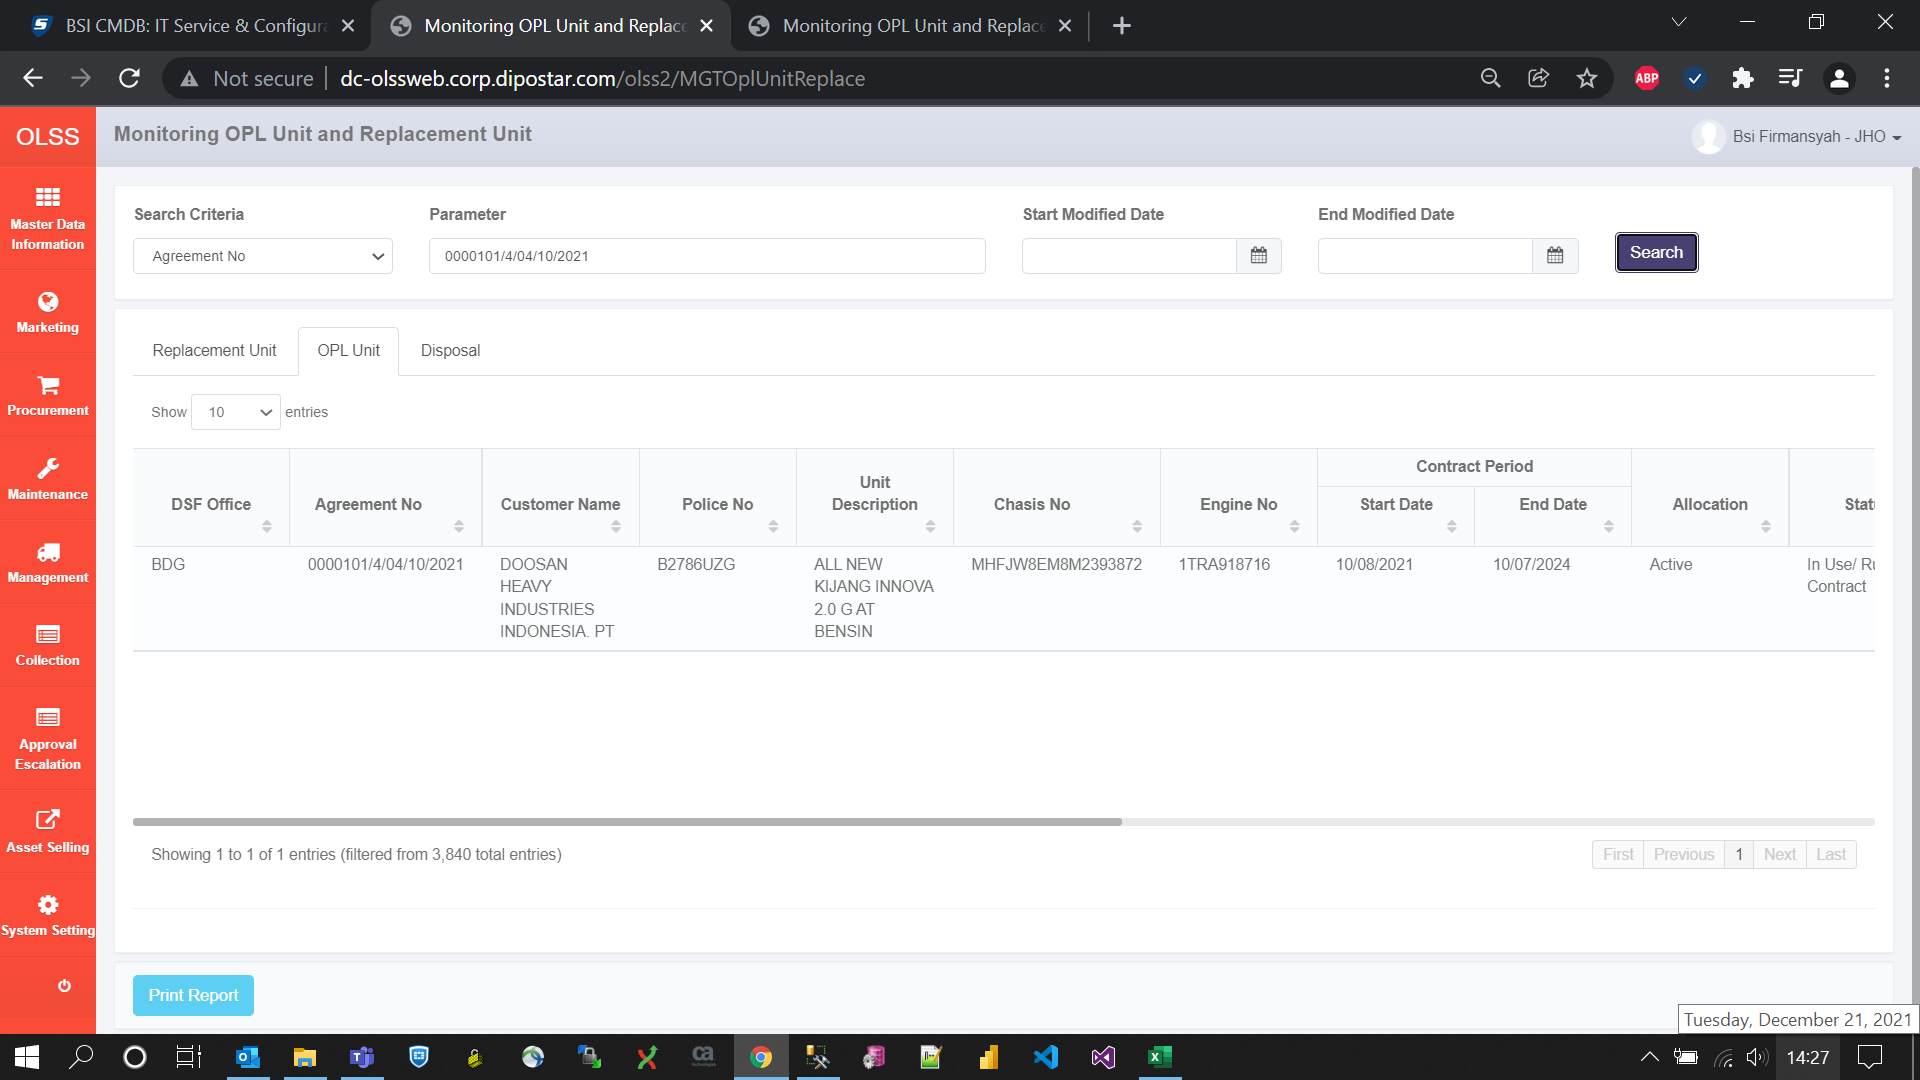 BSI CMDB: IT Service & Configura
Monitoring OPL Unit and Replace
Monitoring OPL Unit and Replace
Not secure
dc-olssweb.corp.dipostar.com/olss2/MGTOplUnitReplace
ABP
OLSS
Monitoring OPL Unit and Replacement Unit
Bsi Firmansyah - JHO
Master Data
Information
Marketing
Procurement
Maintenance
Management
Collection
Approval
Escalation
Asset Selling
System Setting
Search Criteria
Parameter
Start Modified Date
End Modified Date
Agreement No
0000101/4/04/10/2021
Search
Replacement Unit
OPL Unit
Disposal
Show 10 entries
DSF Office
Agreement No
Customer Name
Police No
Unit
Description
Chasis No
Engine No
Contract Period
Start Date
End Date
Allocation
Stat
BDG
0000101/4/04/10/2021
DOOSAN
HEAVY
INDUSTRIES
INDONESIA. PT
B2786UZG
ALL NEW
KIJANG INNOVA
2.0 G AT
BENSIN
MHFJW8EM8M2393872
1TRA918716
10/08/2021
10/07/2024
Active
In Use/ Ru
Contract
Showing 1 to 1 of 1 entries (filtered from 3,840 total entries)
First
Previous
1
Next
Last
Print Report
Tuesday, December 21, 2021
ca
technologies
14:27